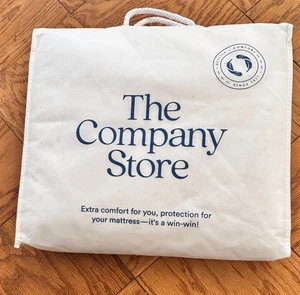 The
Company
Store
Extra comfort for you, protection for
your mattress—it's a win-win!